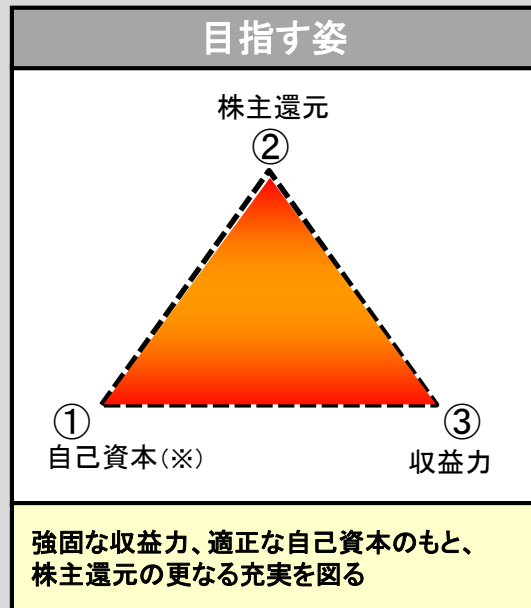 目指す姿
株主還元
②
①
自己資本(※)
③
収益力
強固な収益力、適正な自己資本のもと、
株主還元の更なる充実を図る